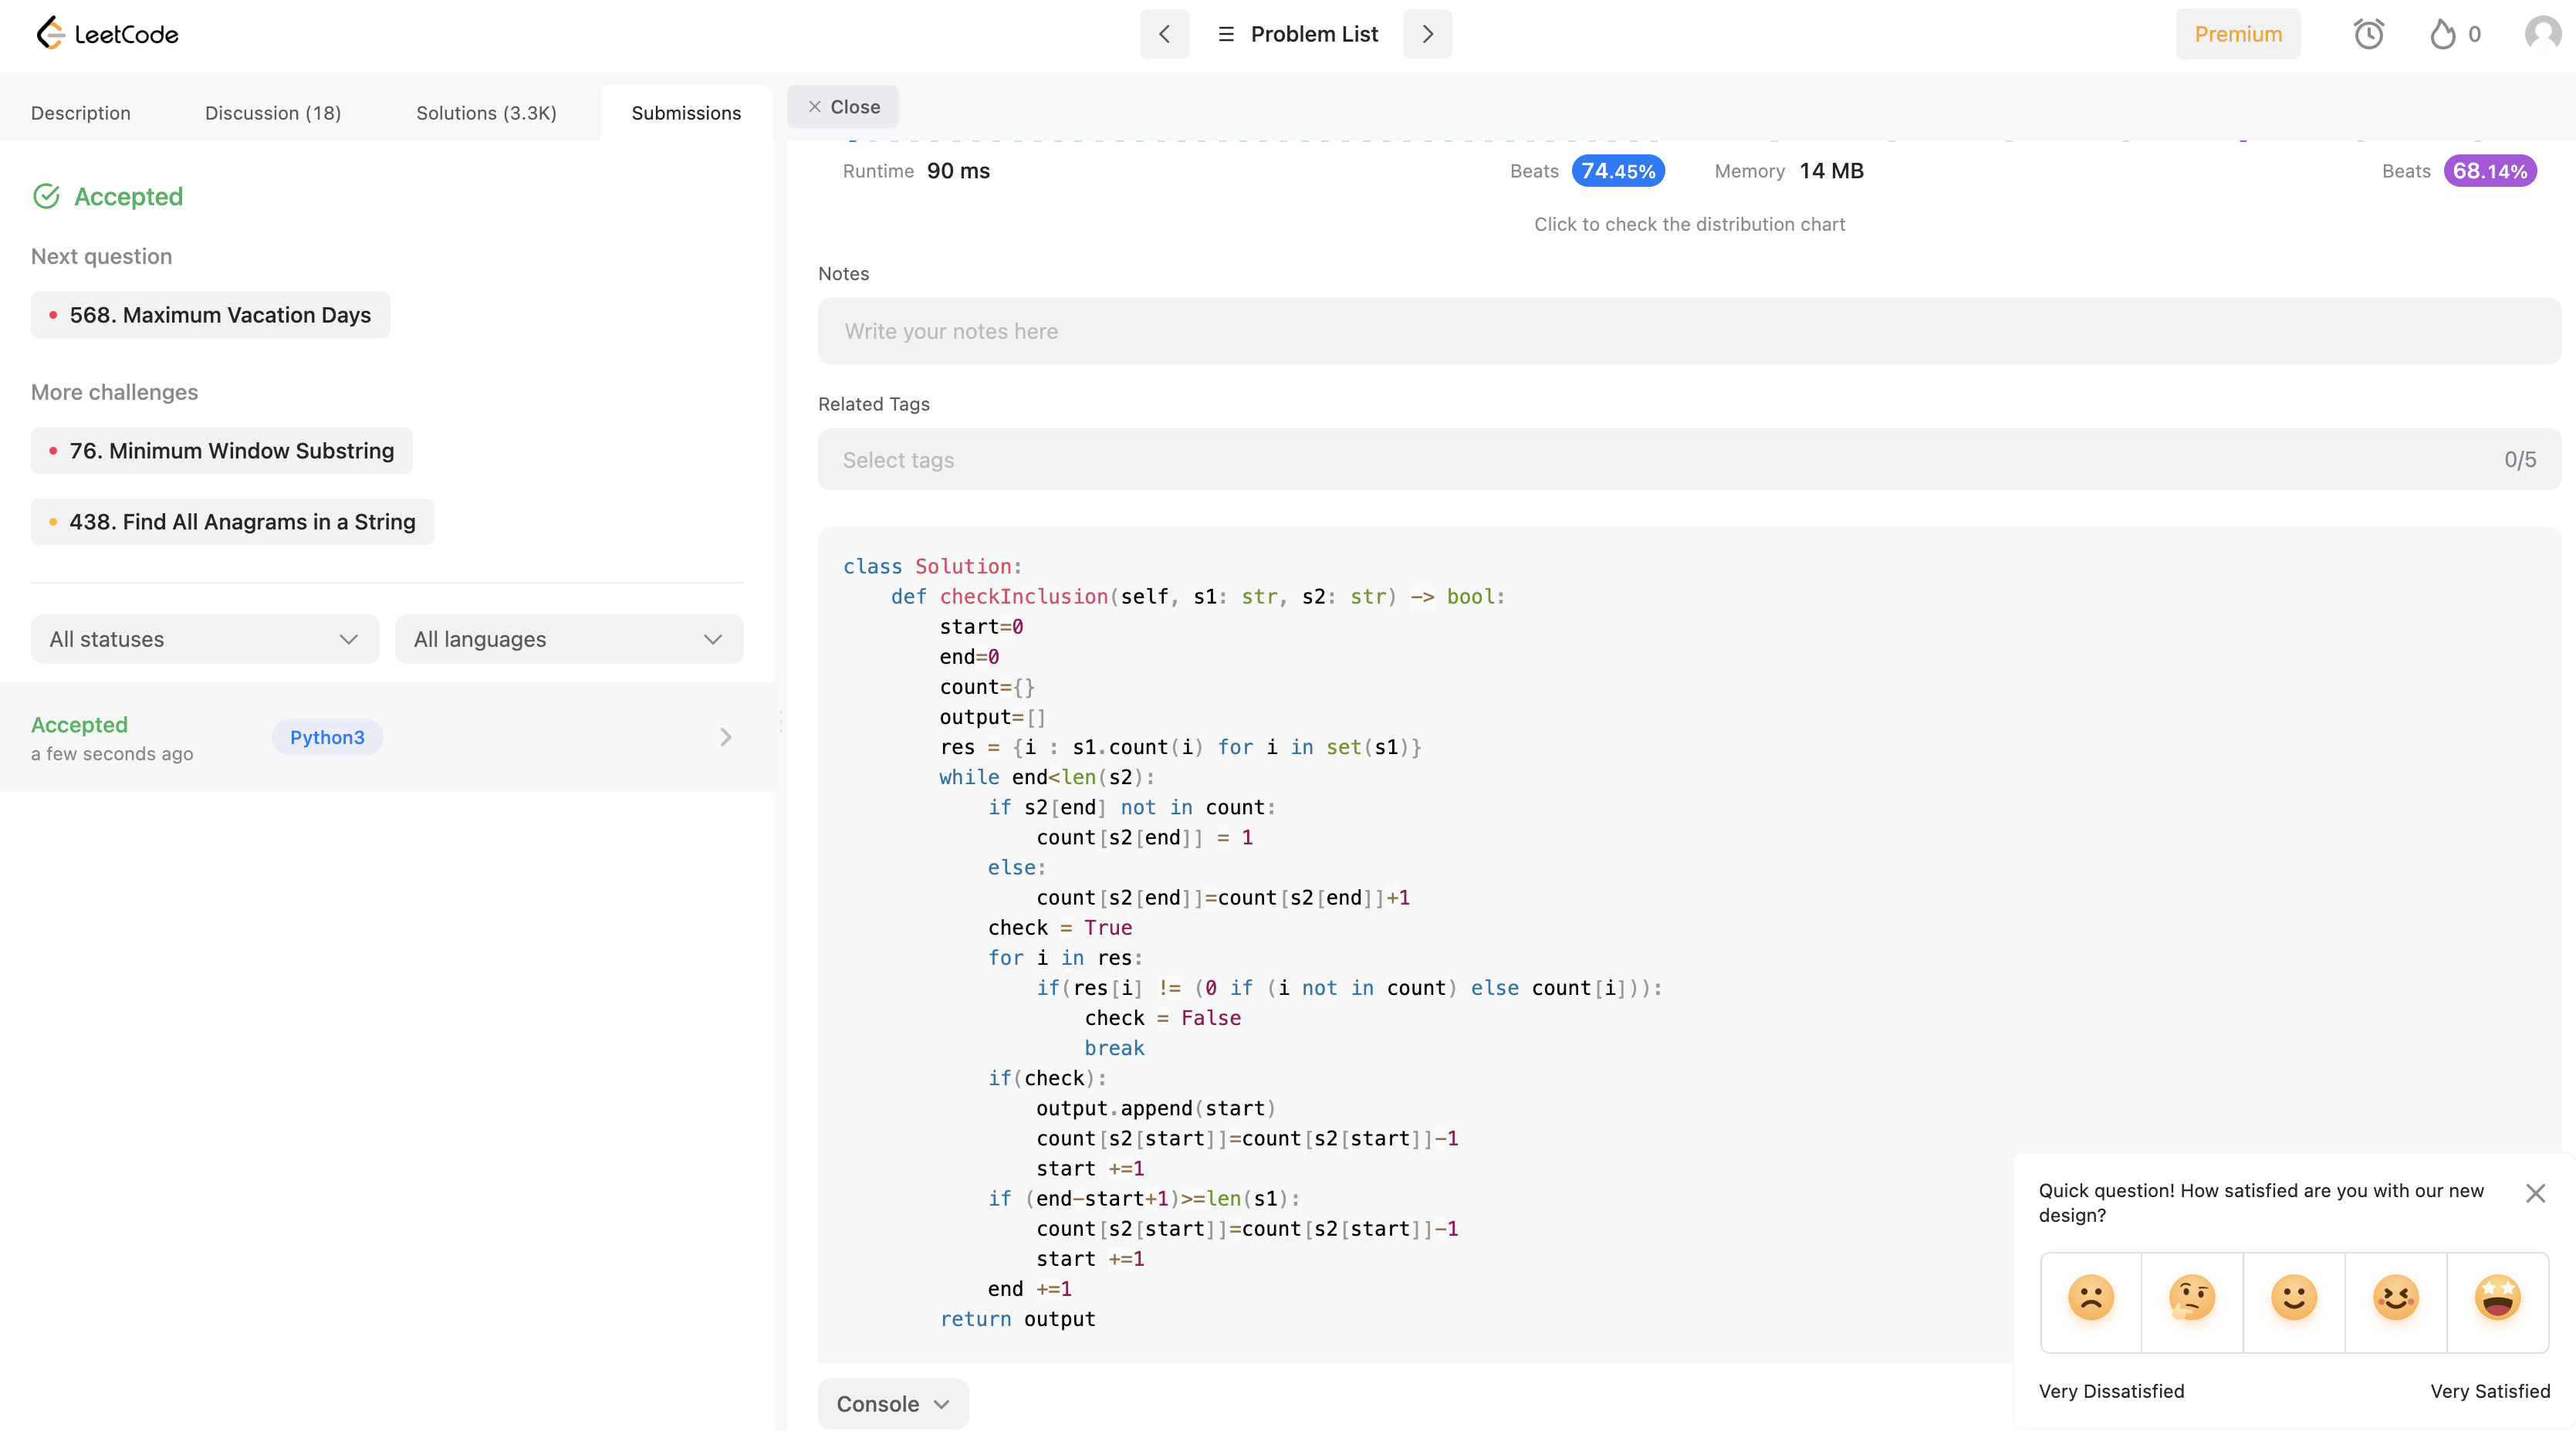 LeetCode
Problem List
Premium
0
Description
Discussion (18)
Solutions (3.3K)
Submissions
Close
Accepted
Next question
568. Maximum Vacation Days
More challenges
76. Minimum Window Substring
438. Find All Anagrams in a String
All statuses
All languages
Accepted
a few seconds ago
Python3
Runtime 90 ms
Beats 74.45%
Memory 14 MB
Beats 68.14%
Click to check the distribution chart
Notes
Write your notes here
Related Tags
Select tags
0/5
class Solution:
    def checkInclusion(self, s1: str, s2: str) -> bool:
        start=0
        end=0
        count={}
        output=[]
        res = {i : s1.count(i) for i in set(s1)}
        while end<len(s2):
            if s2[end] not in count:
                count[s2[end]] = 1
            else:
                count[s2[end]]=count[s2[end]]+1
            check = True
            for i in res:
                if(res[i] != (0 if (i not in count) else count[i])):
                    check = False
                    break
            if(check):
                output.append(start)
                count[s2[start]]=count[s2[start]]-1
                start +=1
            if (end-start+1)>=len(s1):
                count[s2[start]]=count[s2[start]]-1
                start +=1
            end +=1
        return output
Console
Quick question! How satisfied are you with our new
design?
Very Dissatisfied
Very Satisfied